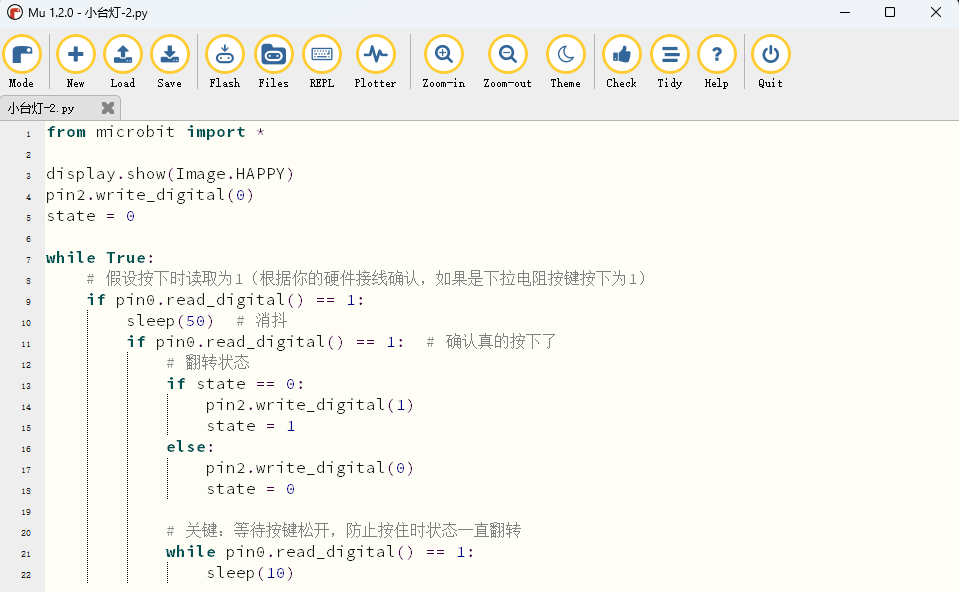 Mu 1.2.0 - 小台灯-2.py
Mode New Load Save Flash Files REPL Plotter Zoom-in Zoom-out Theme Check Tidy Help Quit
小台灯-2.py
1 from microbit import *
2
3 display.show(Image.HAPPY)
4 pin2.write_digital(0)
5 state = 0
6
7 while True:
8     # 假设按下时读取为1（根据你的硬件接线确认，如果是下拉电阻按键按下为1）
9     if pin0.read_digital() == 1:
10         sleep(50)  # 消抖
11         if pin0.read_digital() == 1:  # 确认真的按下了
12             # 翻转状态
13             if state == 0:
14                 pin2.write_digital(1)
15                 state = 1
16             else:
17                 pin2.write_digital(0)
18                 state = 0
19
20             # 关键：等待按键松开，防止按住时状态一直翻转
21             while pin0.read_digital() == 1:
22                 sleep(10)